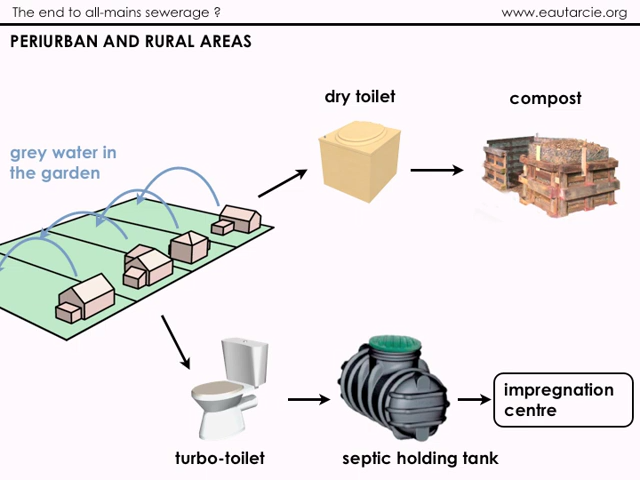 The end to all-mains sewerage ?
www.eautarcie.org
PERIURBAN AND RURAL AREAS
dry toilet
compost
grey water in
the garden
impregnation
centre
turbo-toilet
septic holding tank